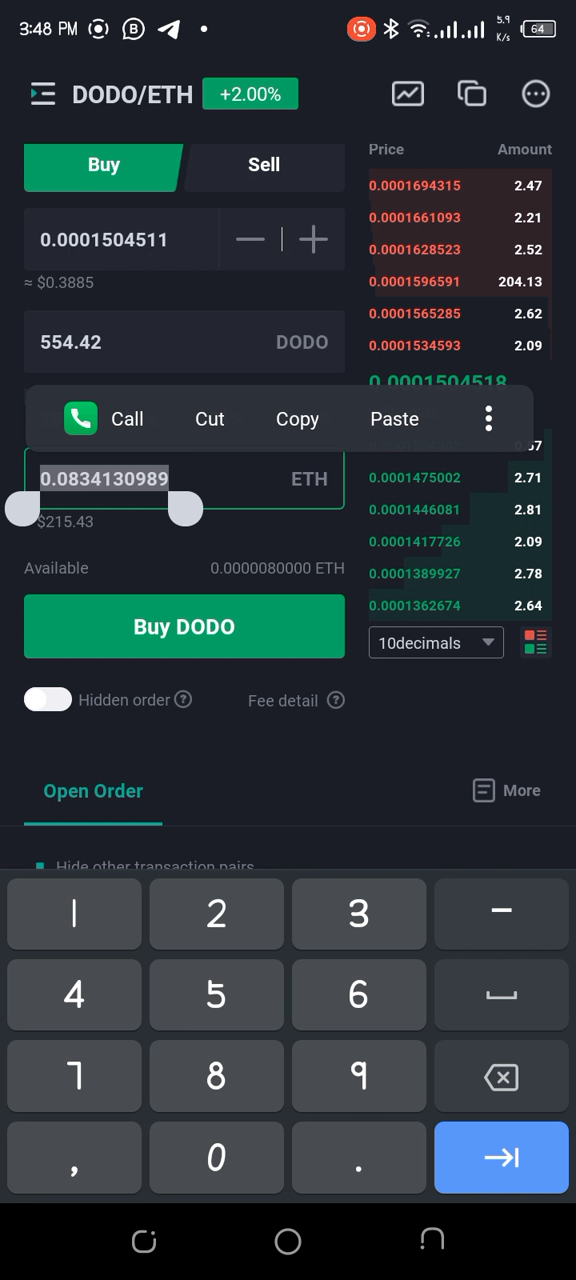 3:48 PM
5.9
K/s
64
DODO/ETH +2.00%
Buy Sell
0.0001504511
≈ $0.3885
554.42 DODO
Call Cut Copy Paste
0.0834130989 ETH
$215.43
Available 0.0000080000 ETH
Buy DODO
Hidden order ? Fee detail ?
Price Amount
0.0001694315 2.47
0.0001661093 2.21
0.0001628523 2.52
0.0001596591 204.13
0.0001565285 2.62
0.0001534593 2.09
0.0001504518
0.0001475002 2.71
0.0001446081 2.81
0.0001417726 2.09
0.0001389927 2.78
0.0001362674 2.64
10decimals
Open Order More
Hide other transaction pairs
1 2 3 -
4 5 6
7 8 9
, 0 .